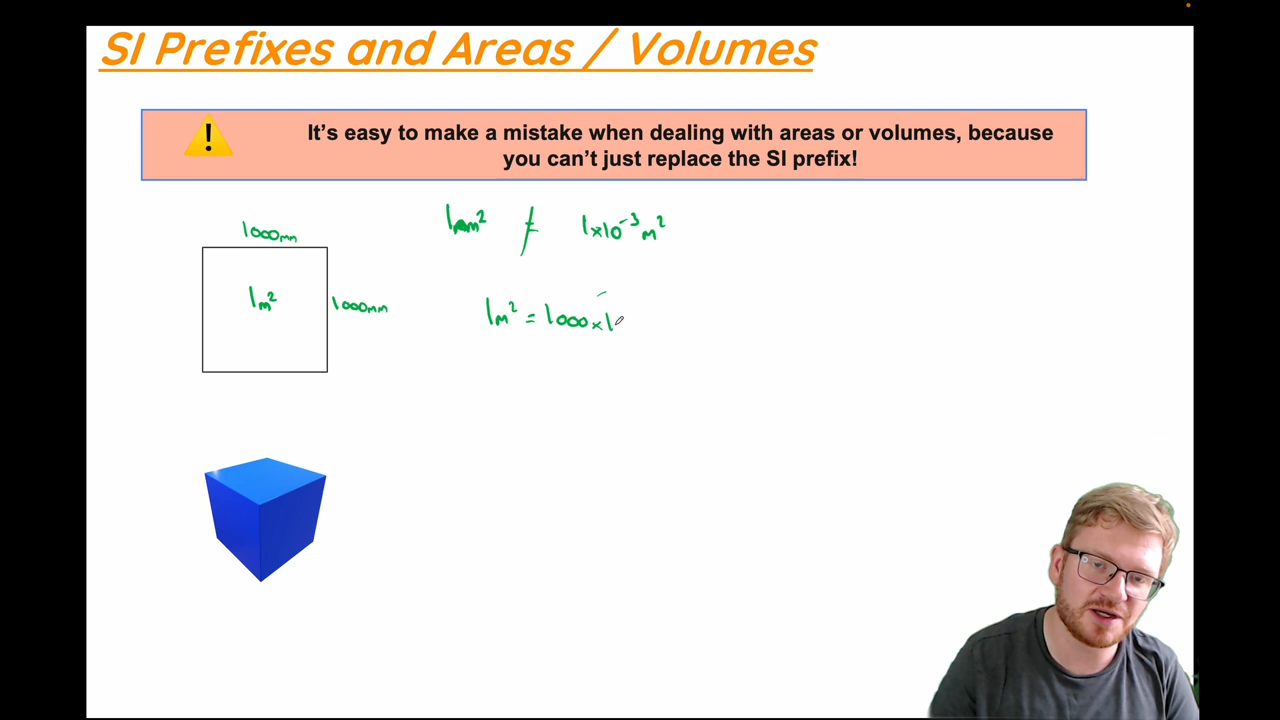 SI Prefixes and Areas / Volumes
It's easy to make a mistake when dealing with areas or volumes, because
you can't just replace the SI prefix!
1mm² ≠ 1×10⁻³m²
1000mm
1m²
1000mm
1m² = 1000×1